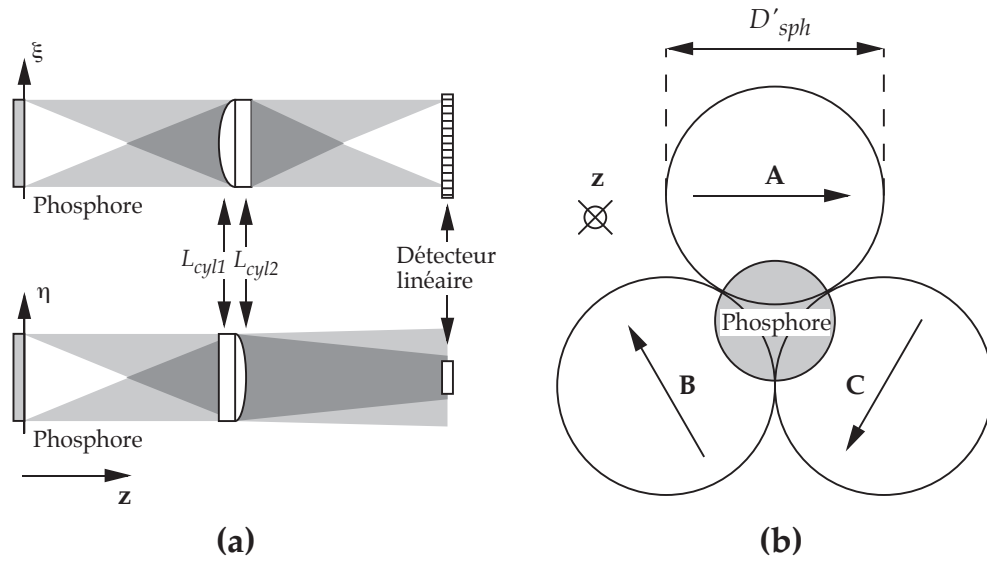 ξ
Phosphore
L_cyl1 L_cyl2
Détecteur
linéaire
η
Phosphore
z
(a)
D'_sph
A
z
Phosphore
B
C
(b)